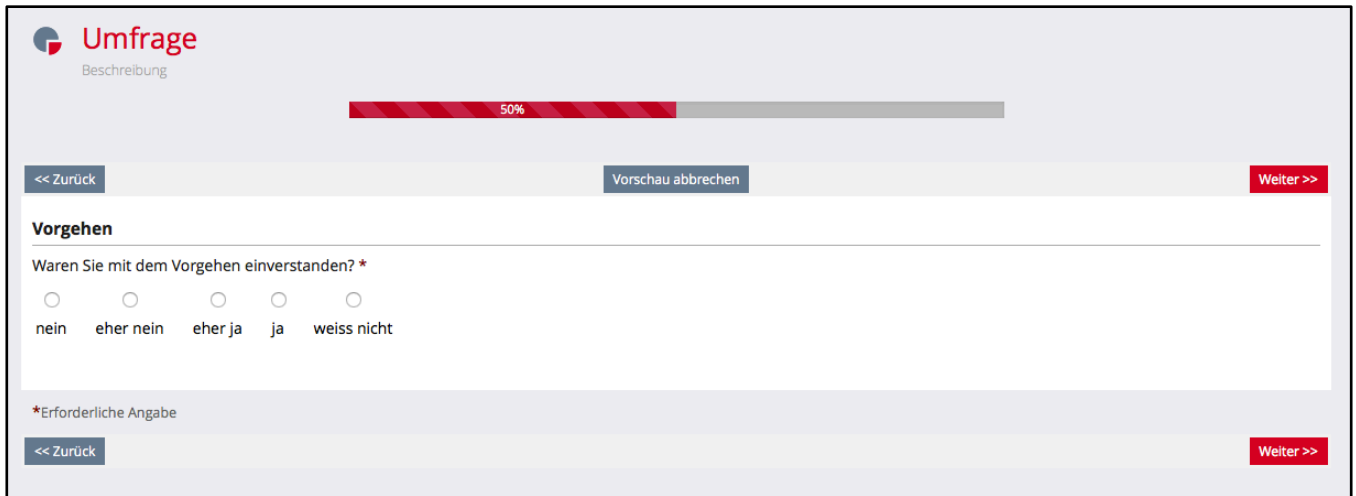 Umfrage
Beschreibung
50%
<< Zurück Vorschau abbrechen Weiter >>
Vorgehen
Waren Sie mit dem Vorgehen einverstanden? *
nein eher nein eher ja ja weiss nicht
*Erforderliche Angabe
<< Zurück Weiter >>